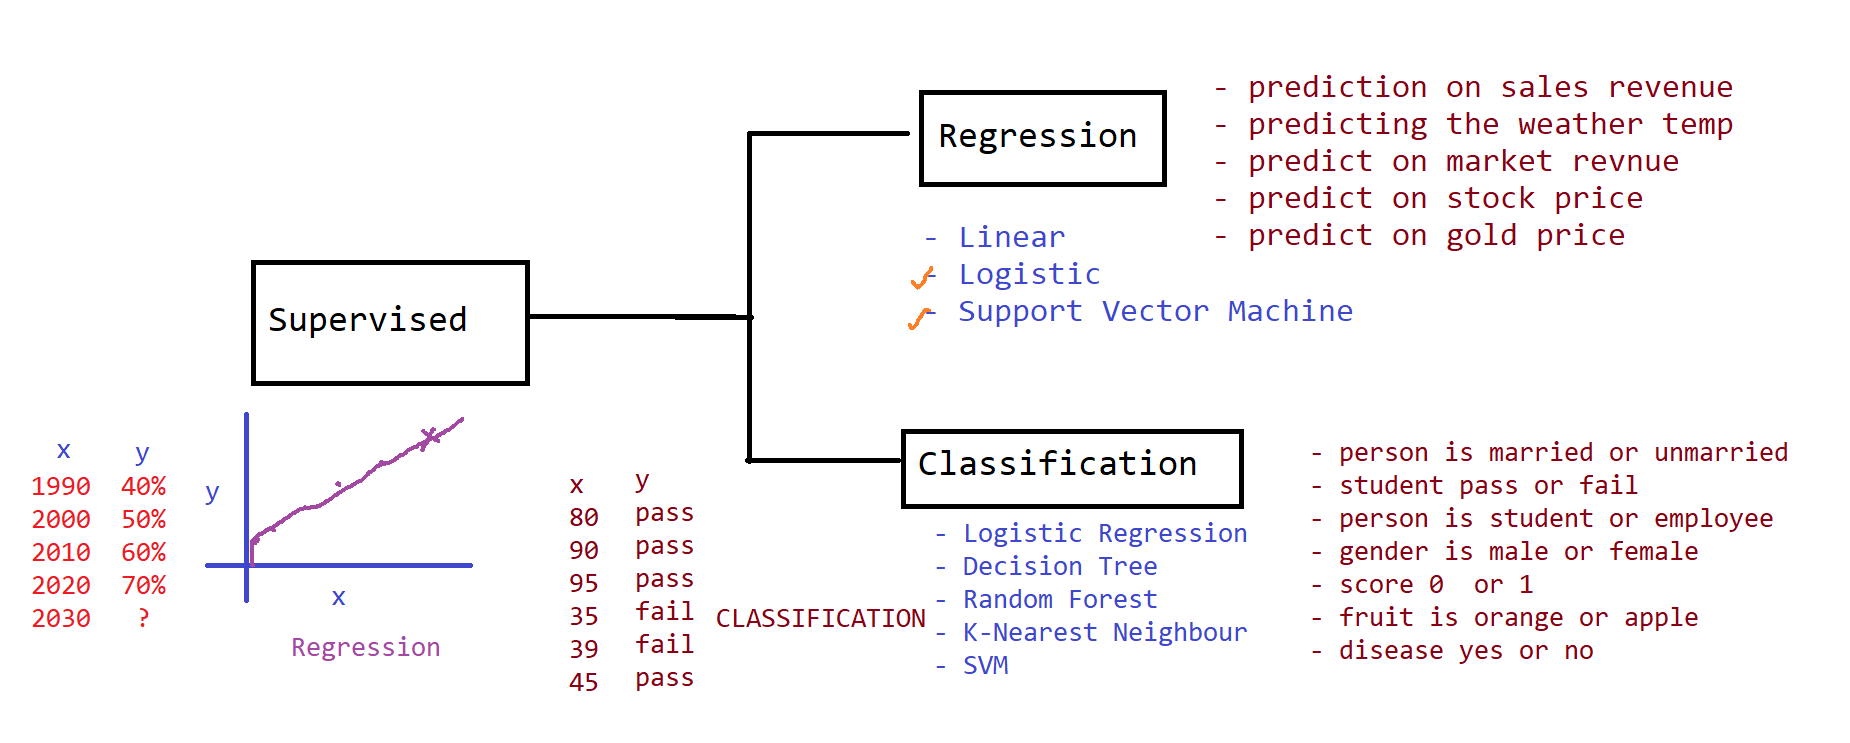 Regression
- prediction on sales revenue
- predicting the weather temp
- predict on market revnue
- predict on stock price
- predict on gold price
- Linear
- Logistic
- Support Vector Machine
Supervised
x y
1990 40%
2000 50%
2010 60%
2020 70%
2030 ?
y
x
Regression
x y
80 pass
90 pass
95 pass
35 fail
39 fail
45 pass
CLASSIFICATION
Classification
- Logistic Regression
- Decision Tree
- Random Forest
- K-Nearest Neighbour
- SVM
- person is married or unmarried
- student pass or fail
- person is student or employee
- gender is male or female
- score 0 or 1
- fruit is orange or apple
- disease yes or no